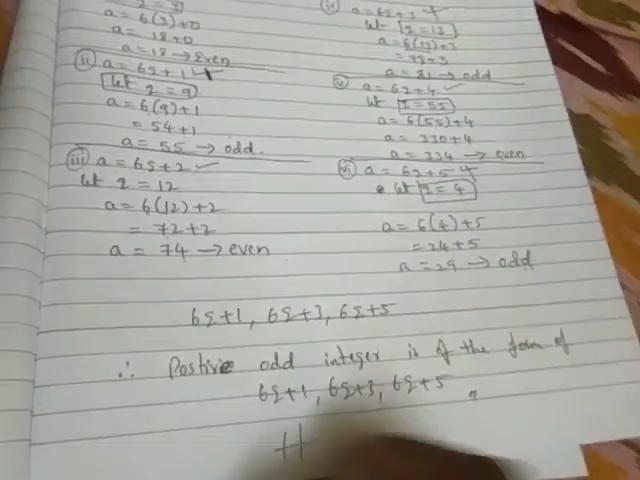 a = 6(3)+0
a = 18+0
a = 18 → Even
(ii) a = 6q+1
let q = 9
a = 6(9)+1
= 54+1
a = 55 → odd.
(iii) a = 6q+2
let q = 12
a = 6(12)+2
= 72+2
a = 74 → even
(iv) a = 6q+3
let q = 13
a = 6(13)+3
a = 81 → odd
(v) a = 6q+4
let q = 55
a = 6(55)+4
a = 330+4
a = 334 → even
(vi) a = 6q+5
let q = 4
a = 6(4)+5
= 24+5
a = 29 → odd
6q+1, 6q+3, 6q+5
∴ Postive odd integer is of the form of
6q+1, 6q+3, 6q+5
H